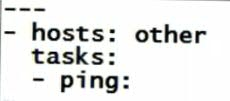 ---
- hosts: other
  tasks:
  - ping: